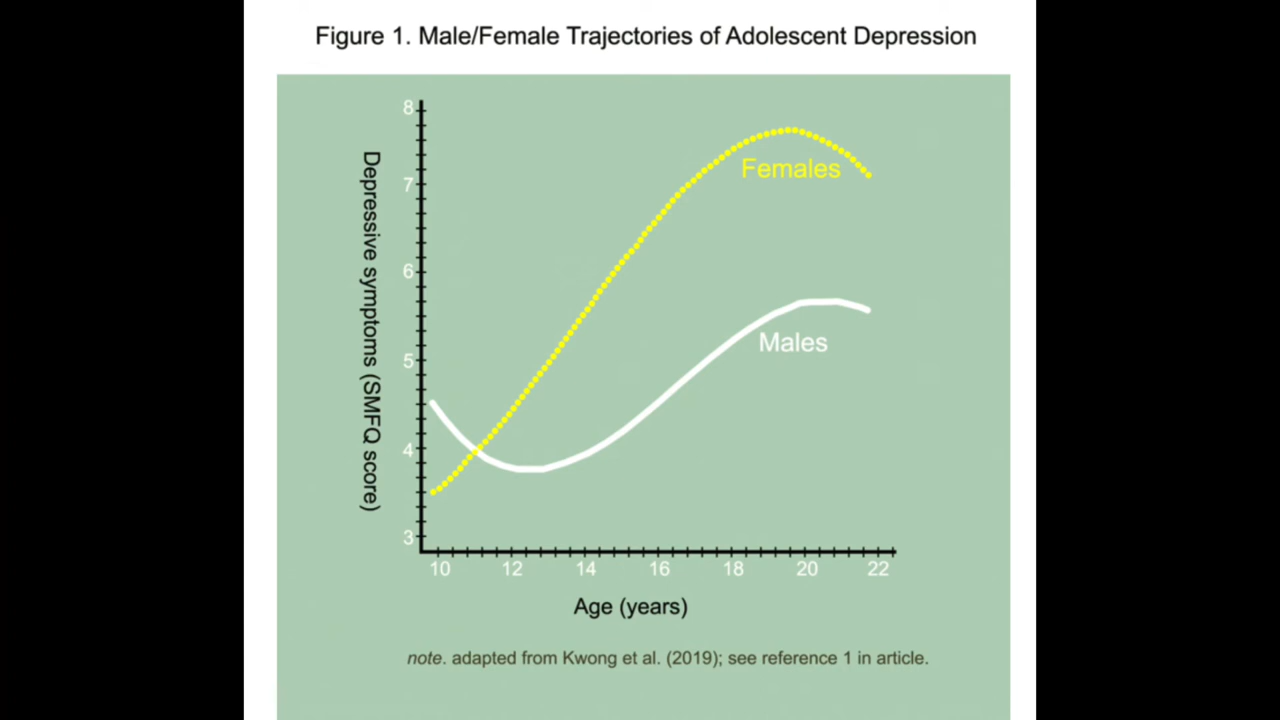 Figure 1. Male/Female Trajectories of Adolescent Depression
Depressive symptoms (SMFQ score)
8
7
6
5
4
3
Females
Males
10 12 14 16 18 20 22
Age (years)
note. adapted from Kwong et al. (2019); see reference 1 in article.